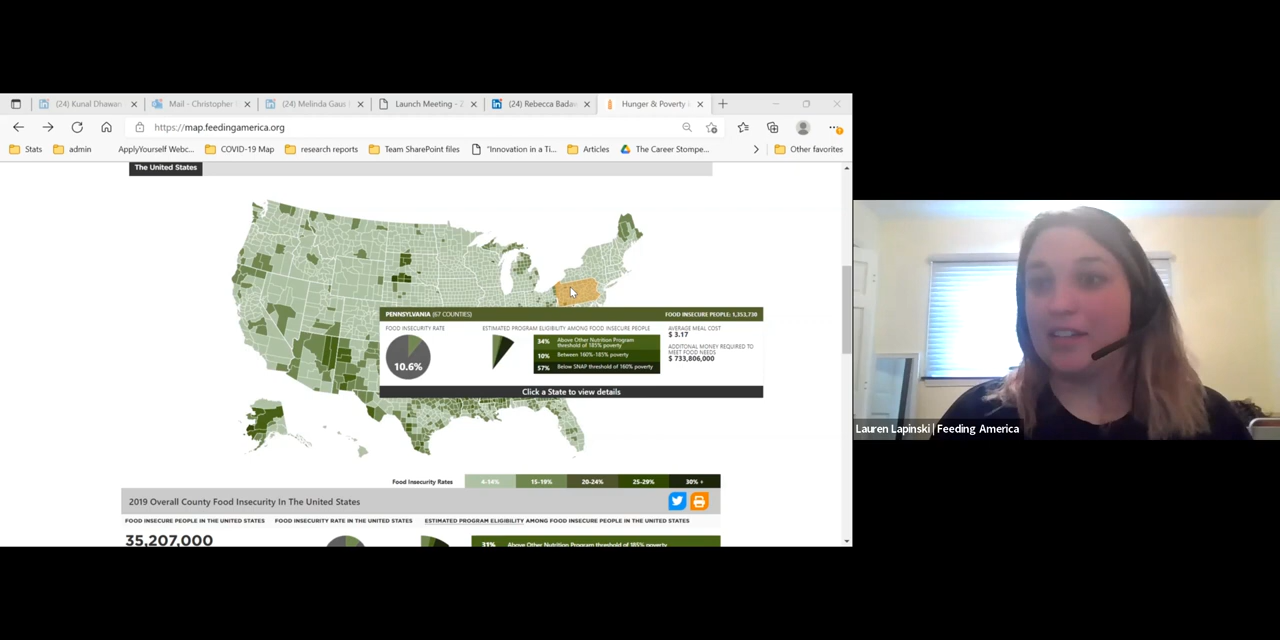 (24) Kunal Dhawan
Mail - Christopher
(24) Melinda Gaus
Launch Meeting - 2
(24) Rebecca Bada
Hunger & Poverty
https://map.feedingamerica.org
Stats
admin
ApplyYourself Webc...
COVID-19 Map
research reports
Team SharePoint files
"Innovation in a Ti...
Articles
The Career Stompe...
Other favorites
The United States
PENNSYLVANIA (67 COUNTIES)
FOOD INSECURE PEOPLE: 1,353,730
FOOD INSECURITY RATE
10.6%
ESTIMATED PROGRAM ELIGIBILITY AMONG FOOD INSECURE PEOPLE
34% Above Other Nutrition Program threshold of 185% poverty
10% Between 160%-185% poverty
57% Below SNAP threshold of 160% poverty
AVERAGE MEAL COST
$ 3.17
ADDITONAL MONEY REQUIRED TO
MEET FOOD NEEDS
$ 733,806,000
Click a State to view details
Food Insecurity Rates
4-14%
15-19%
20-24%
25-29%
30% +
2019 Overall County Food Insecurity In The United States
FOOD INSECURE PEOPLE IN THE UNITED STATES
FOOD INSECURITY RATE IN THE UNITED STATES
ESTIMATED PROGRAM ELIGIBILITY AMONG FOOD INSECURE PEOPLE IN THE UNITED STATES
35,207,000
31% Above Other Nutrition Program threshold of 185% poverty
Lauren Lapinski | Feeding America